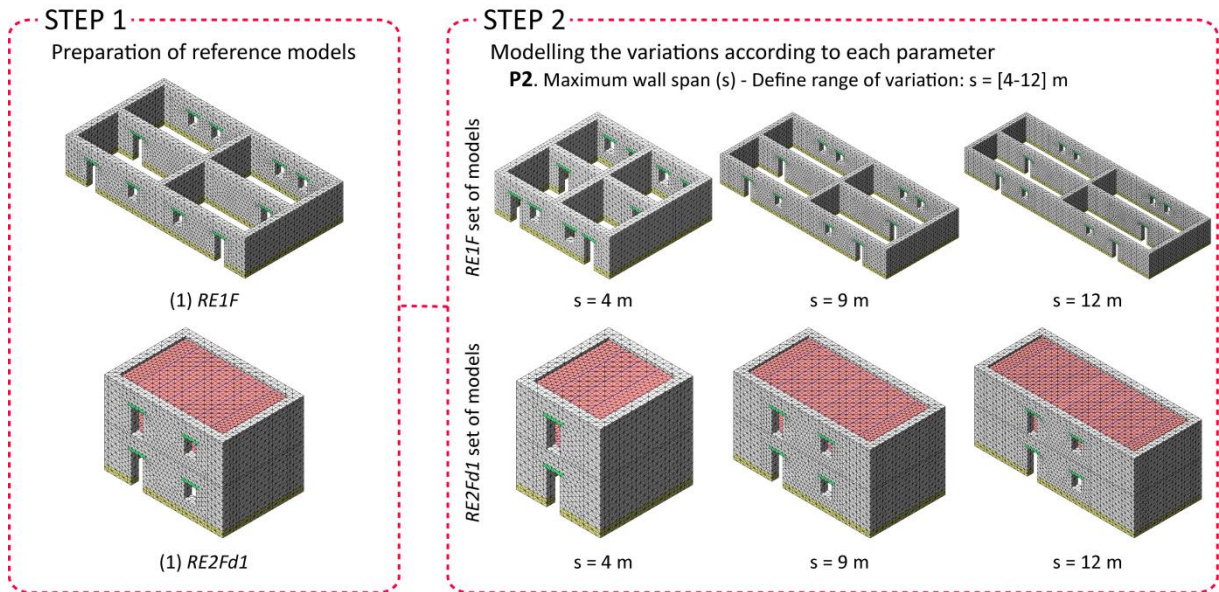 STEP 1
Preparation of reference models
(1) RE1F
(1) RE2Fd1
STEP 2
Modelling the variations according to each parameter
P2. Maximum wall span (s) - Define range of variation: s = [4-12] m
RE1F set of models
s = 4 m
s = 9 m
s = 12 m
RE2Fd1 set of models
s = 4 m
s = 9 m
s = 12 m